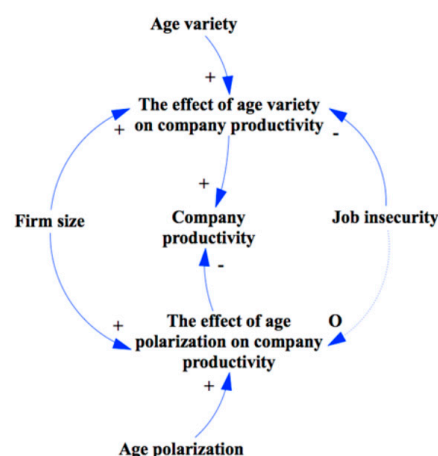 Age variety
+
The effect of age variety
on company productivity
+
-
+
Firm size
Company
productivity
Job insecurity
-
+
The effect of age
polarization on company
productivity
O
+
Age polarization